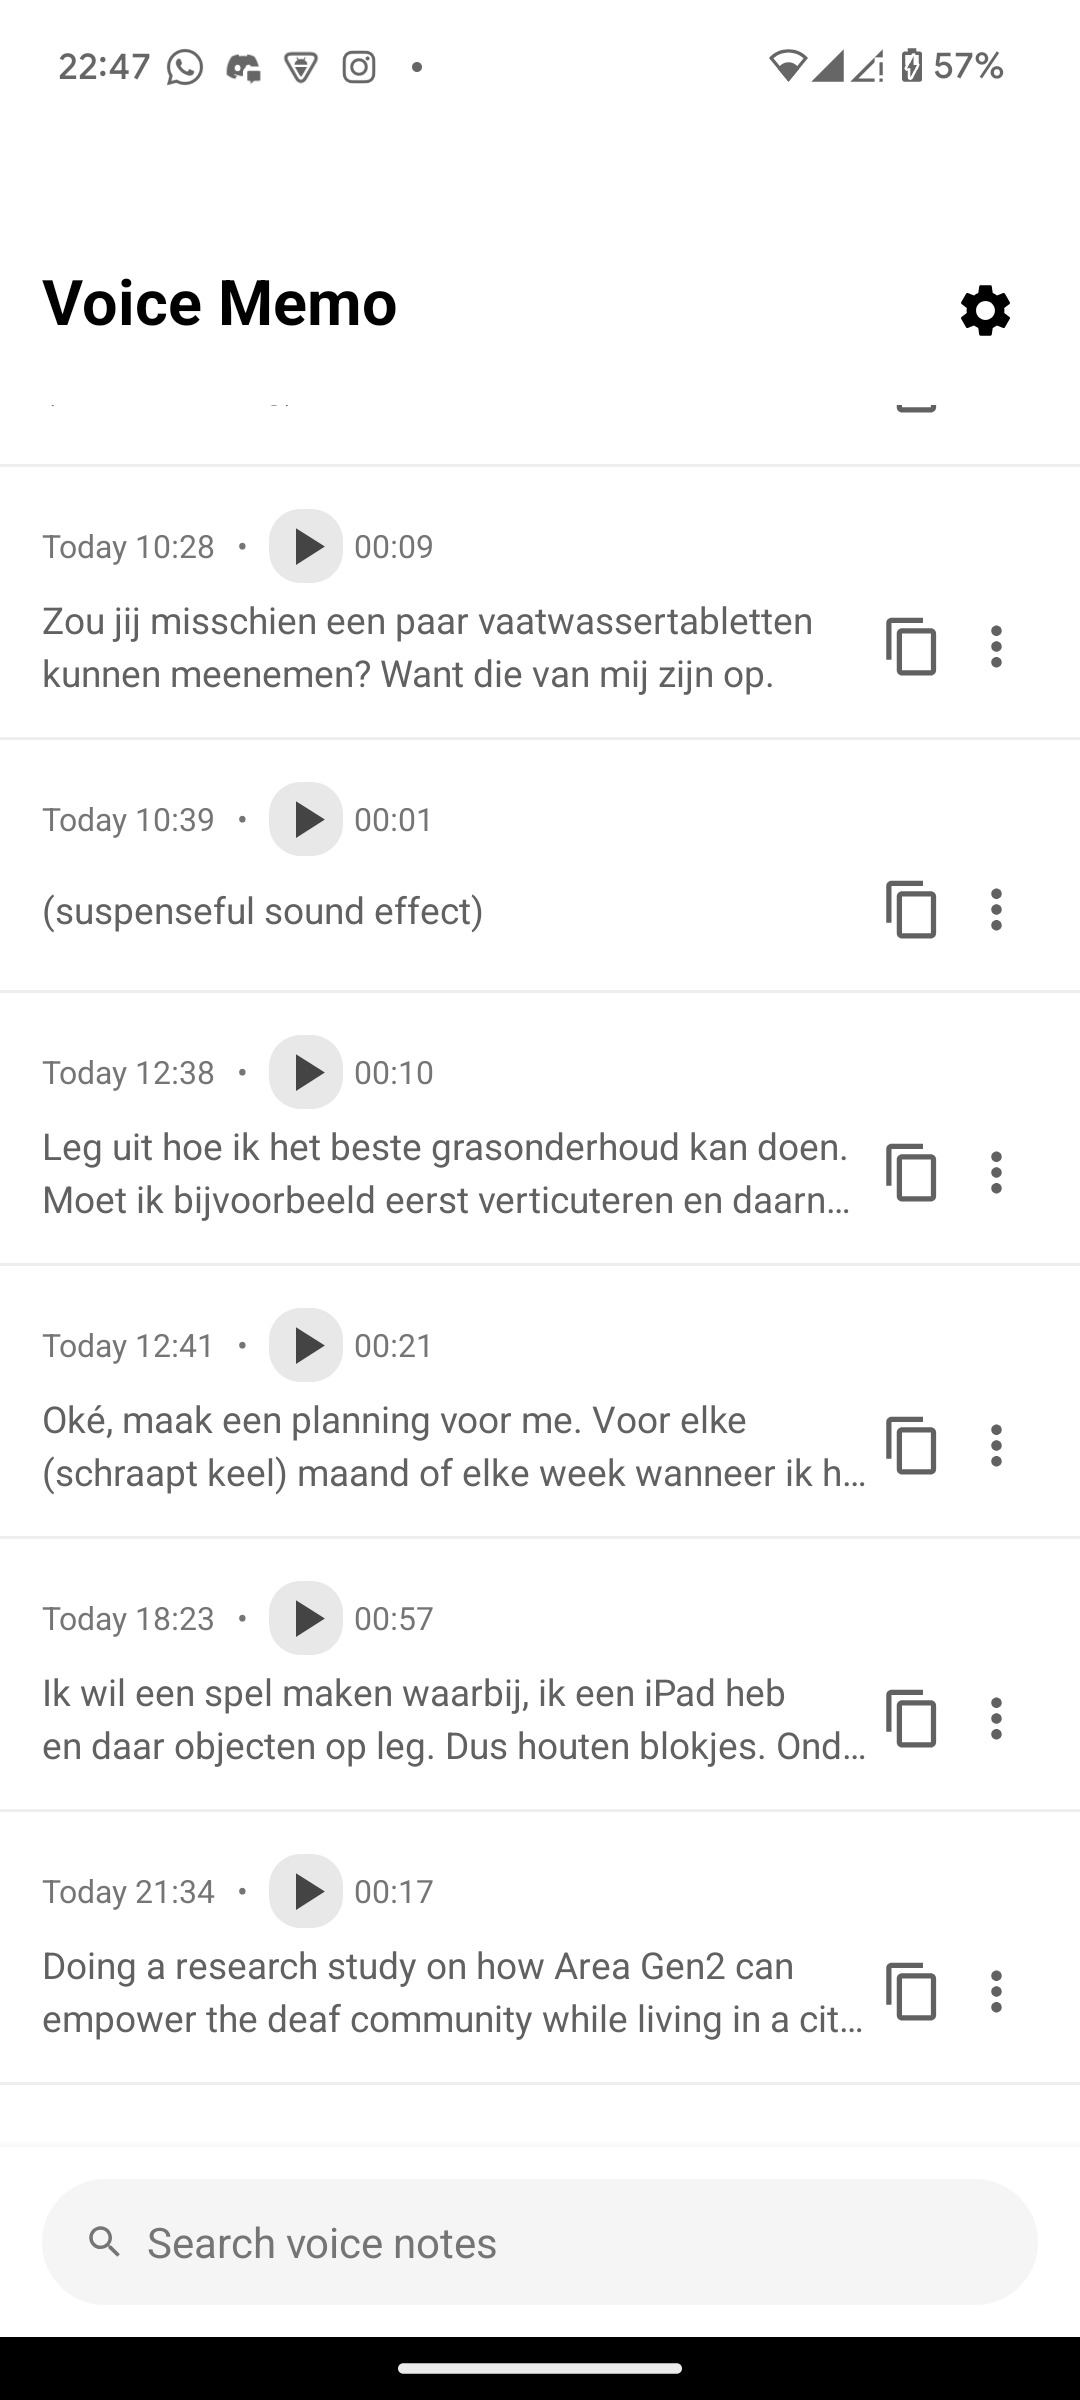 22:47
57%
Voice Memo
Today 10:28 • 00:09
Zou jij misschien een paar vaatwassertabletten
kunnen meenemen? Want die van mij zijn op.
Today 10:39 • 00:01
(suspenseful sound effect)
Today 12:38 • 00:10
Leg uit hoe ik het beste grasonderhoud kan doen.
Moet ik bijvoorbeeld eerst verticuteren en daarn...
Today 12:41 • 00:21
Oké, maak een planning voor me. Voor elke
(schraapt keel) maand of elke week wanneer ik h...
Today 18:23 • 00:57
Ik wil een spel maken waarbij, ik een iPad heb
en daar objecten op leg. Dus houten blokjes. Ond...
Today 21:34 • 00:17
Doing a research study on how Area Gen2 can
empower the deaf community while living in a cit...
Search voice notes